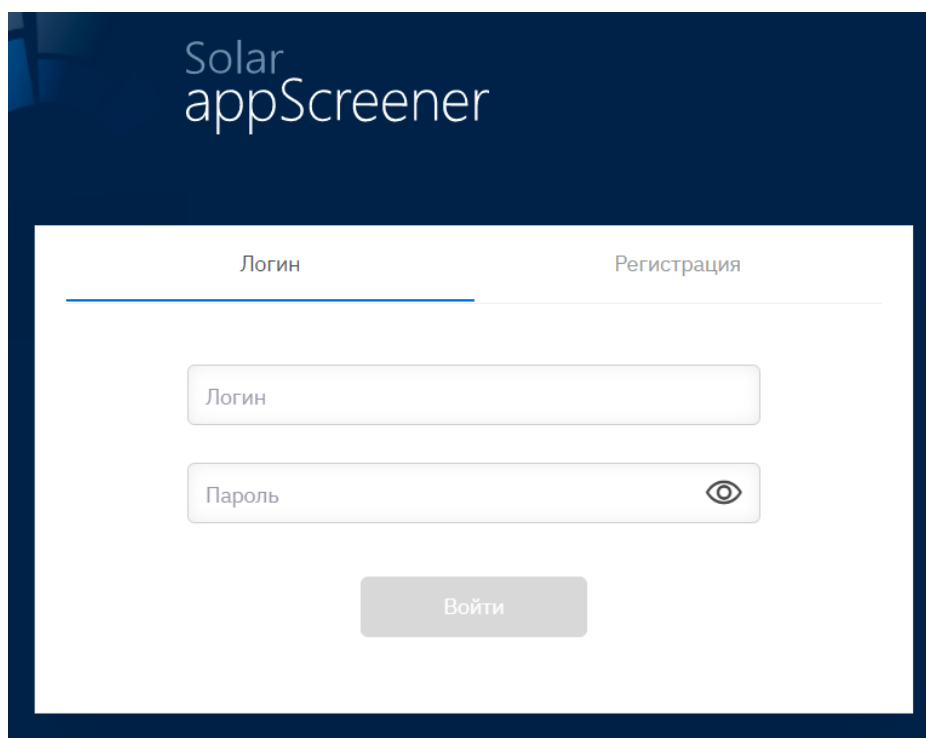 Solar
appScreener
Логин
Регистрация
Логин
Пароль
Войти